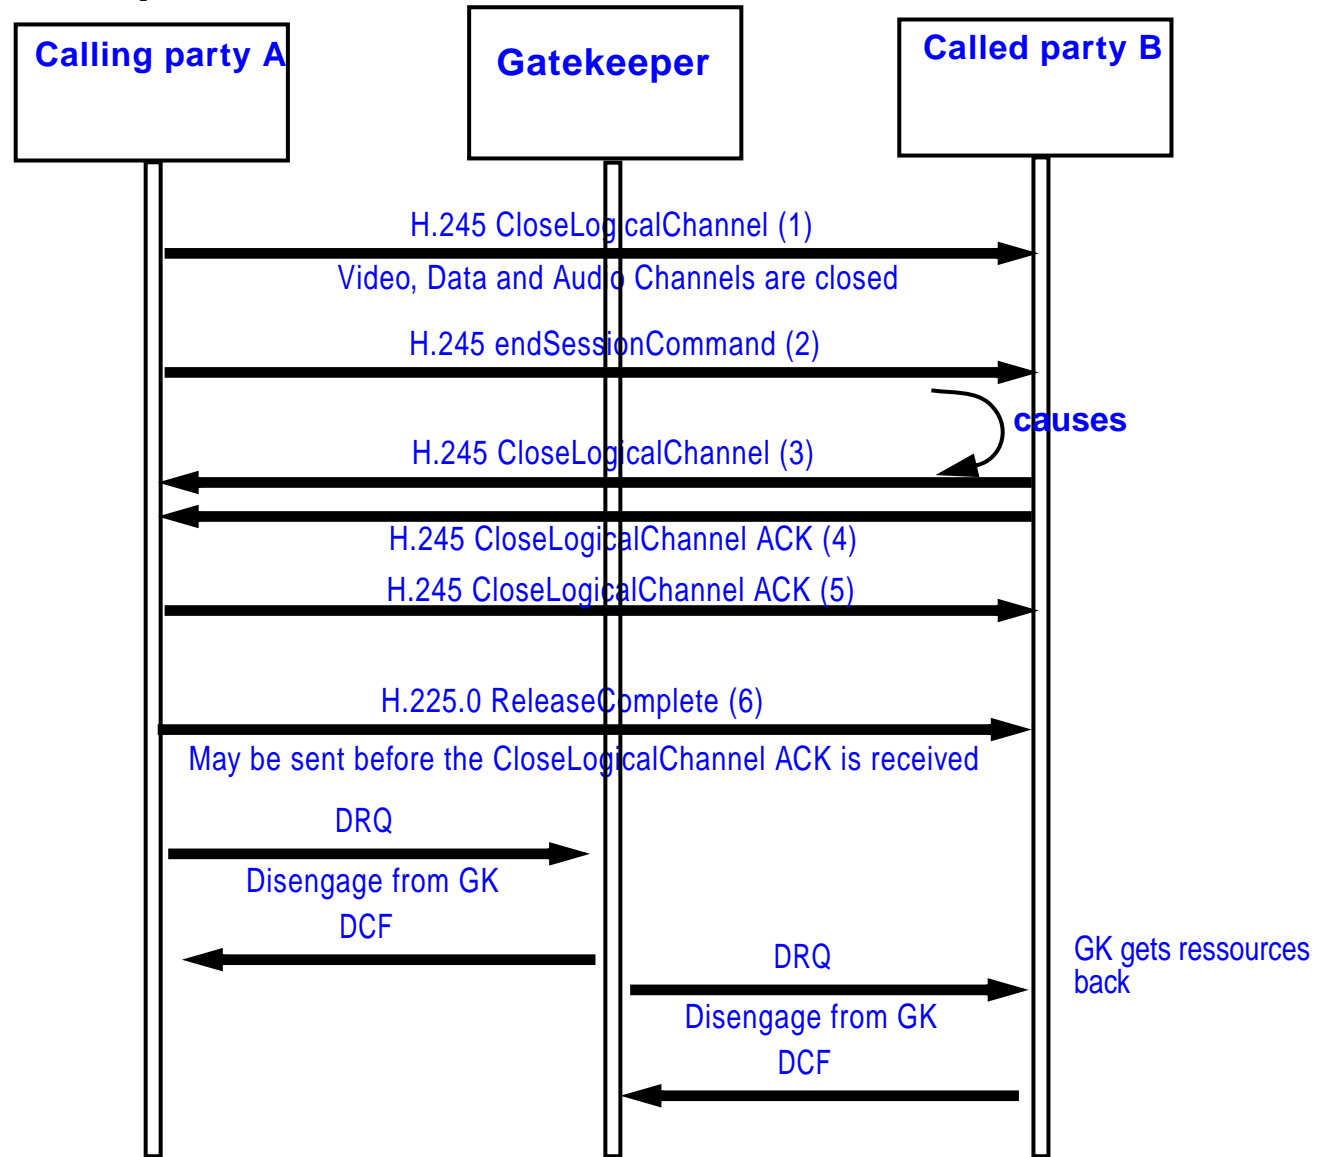 Calling party A
Gatekeeper
Called party B
H.245 CloseLogicalChannel (1)
Video, Data and Audio Channels are closed
H.245 endSessionCommand (2)
causes
H.245 CloseLogicalChannel (3)
H.245 CloseLogicalChannel ACK (4)
H.245 CloseLogicalChannel ACK (5)
H.225.0 ReleaseComplete (6)
May be sent before the CloseLogicalChannel ACK is received
DRQ
Disengage from GK
DCF
DRQ
GK gets ressources
back
Disengage from GK
DCF